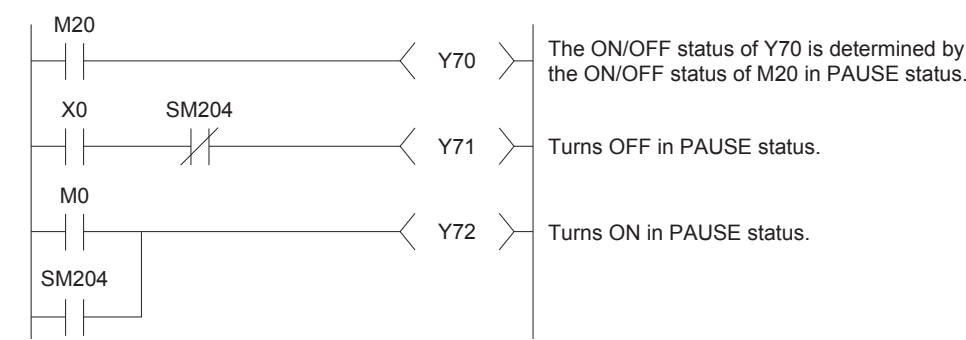 M20
Y70
The ON/OFF status of Y70 is determined by
the ON/OFF status of M20 in PAUSE status.
X0 SM204
Y71
Turns OFF in PAUSE status.
M0
Y72
Turns ON in PAUSE status.
SM204